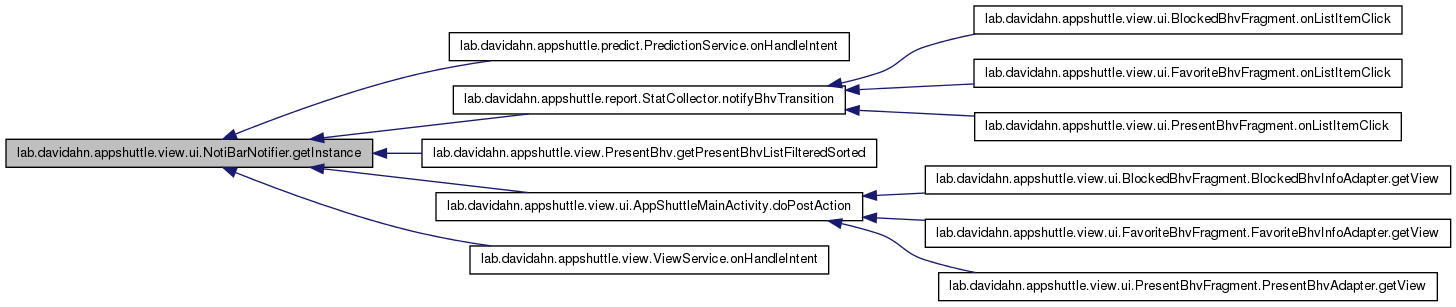 lab.davidahn.appshuttle.view.ui.NotiBarNotifier.getInstance
lab.davidahn.appshuttle.predict.PredictionService.onHandleIntent
lab.davidahn.appshuttle.report.StatCollector.notifyBhvTransition
lab.davidahn.appshuttle.view.PresentBhv.getPresentBhvListFilteredSorted
lab.davidahn.appshuttle.view.ui.AppShuttleMainActivity.doPostAction
lab.davidahn.appshuttle.view.ViewService.onHandleIntent
lab.davidahn.appshuttle.view.ui.BlockedBhvFragment.onListItemClick
lab.davidahn.appshuttle.view.ui.FavoriteBhvFragment.onListItemClick
lab.davidahn.appshuttle.view.ui.PresentBhvFragment.onListItemClick
lab.davidahn.appshuttle.view.ui.BlockedBhvFragment.BlockedBhvInfoAdapter.getView
lab.davidahn.appshuttle.view.ui.FavoriteBhvFragment.FavoriteBhvInfoAdapter.getView
lab.davidahn.appshuttle.view.ui.PresentBhvFragment.PresentBhvAdapter.getView